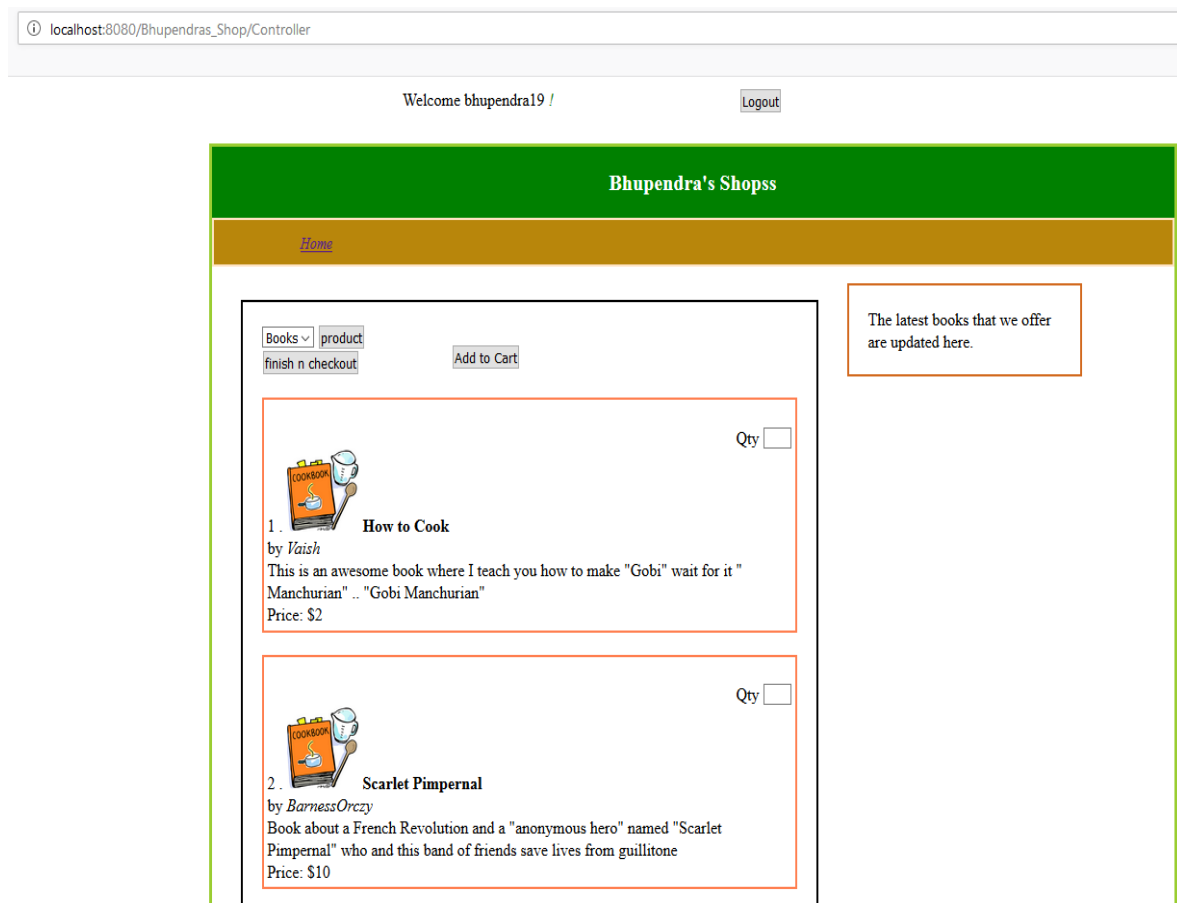 localhost:8080/Bhupendras_Shop/Controller
Welcome bhupendra19 !
Logout
Bhupendra's Shopss
Home
Books
product
finish n checkout
Add to Cart
The latest books that we offer
are updated here.
Qty
COOKBOOK
1 .
How to Cook
by Vaish
This is an awesome book where I teach you how to make "Gobi" wait for it "
Manchurian" .. "Gobi Manchurian"
Price: $2
Qty
COOKBOOK
2 .
Scarlet Pimpernal
by BarnessOrczy
Book about a French Revolution and a "anonymous hero" named "Scarlet
Pimpernal" who and this band of friends save lives from guillitone
Price: $10